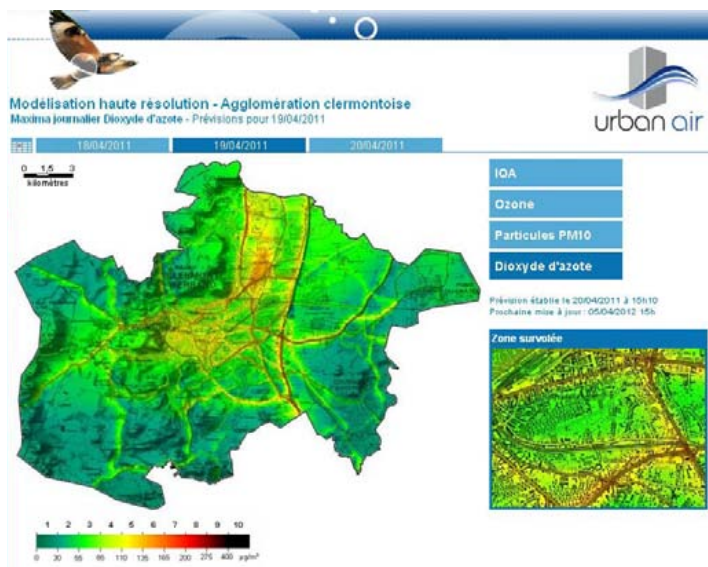 Modélisation haute résolution - Agglomération clermontoise
Maxima journalier Dioxyde d'azote - Prévisions pour 19/04/2011
urban air
18/04/2011 19/04/2011 20/04/2011
0 1,5 3
kilomètres
IQA
Ozone
Particules PM10
Dioxyde d'azote
Prévision établie le 20/04/2011 à 15h10
Prochaine mise à jour : 05/04/2012 15h
Zone survolée
1 2 3 4 5 6 7 8 9 10
0 30 55 85 110 135 165 200 275 400 µg/m³